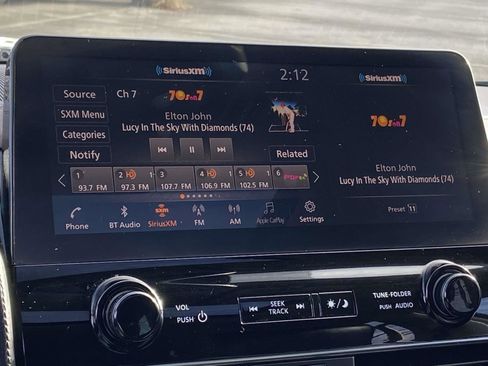 SiriusXM
2:12
SiriusXM
Source
Ch 7
70s on 7
70s on 7
SXM Menu
Elton John
Categories
Lucy In The Sky With Diamonds (74)
Elton John
Lucy In The Sky With Diamonds (74)
Notify
Related
1
93.7 FM
2 HD
97.3 FM
3
107.7 FM
4 HD
106.9 FM
5 HD
102.5 FM
6
Phone
BT Audio
sxm
SiriusXM
FM
AM
Apple CarPlay
Settings
Preset 11
VOL
PUSH
SEEK
TRACK
TUNE·FOLDER
PUSH AUDIO